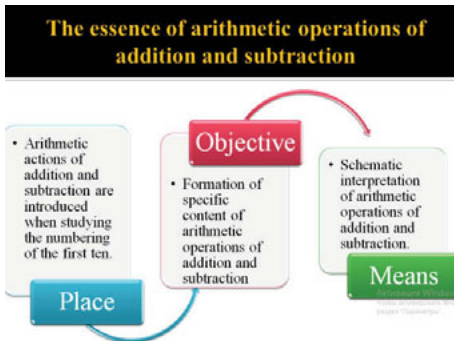 The essence of arithmetic operations of
addition and subtraction
• Arithmetic
actions of
addition and
subtraction are
introduced
when studying
the numbering
of the first ten.
Place
Objective
• Formation of
specific
content of
arithmetic
operations of
addition and
subtraction
• Schematic
interpretation
of arithmetic
operations of
addition and
subtraction.
Means
Активация Windows